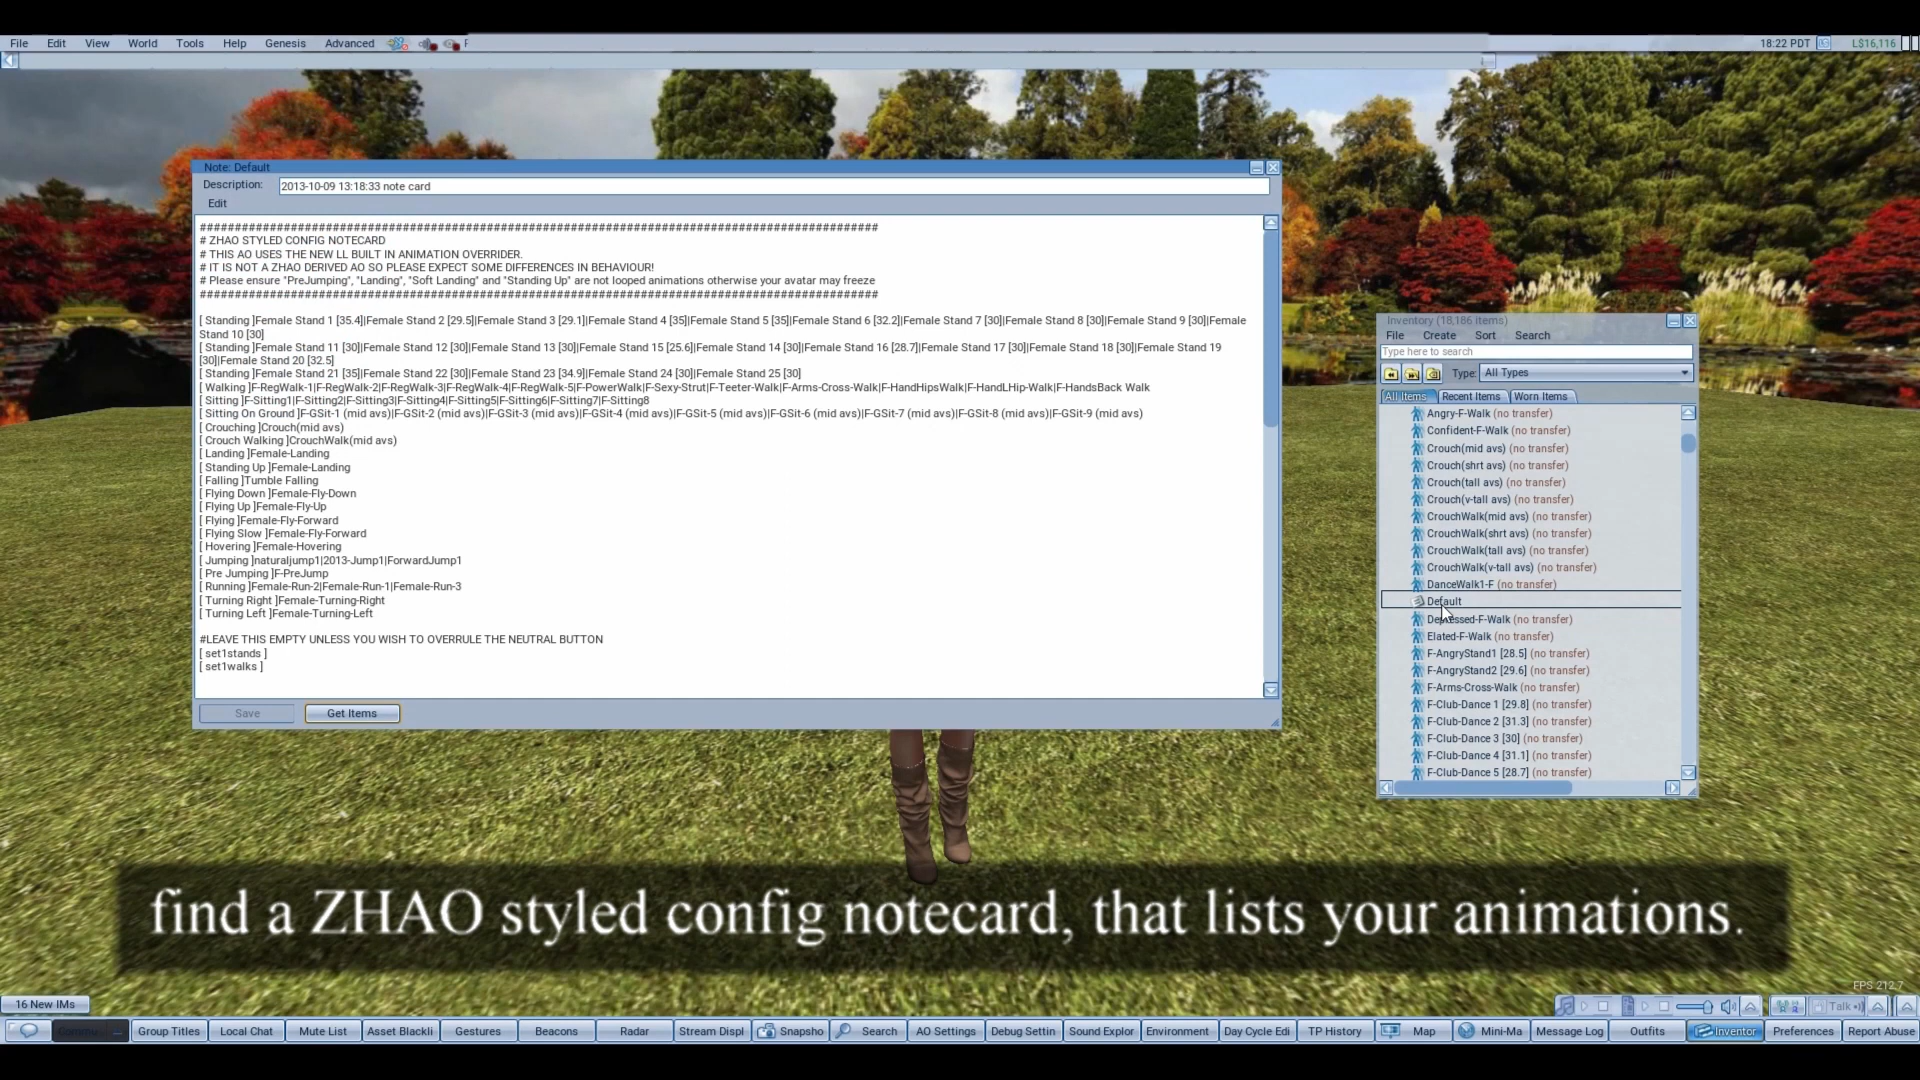 File Edit View World Tools Help Genesis Advanced
18:22 PDT L$16,116
Note: Default
Description: 2013-10-09 13:18:33 note card
Edit
#################################################################################################
# ZHAO STYLED CONFIG NOTECARD
# THIS AO USES THE NEW LL BUILT IN ANIMATION OVERRIDER.
# IT IS NOT A ZHAO DERIVED AO SO PLEASE EXPECT SOME DIFFERENCES IN BEHAVIOUR!
# Please ensure "PreJumping", "Landing", "Soft Landing" and "Standing Up" are not looped animations otherwise your avatar may freeze
#################################################################################################
[ Standing ]Female Stand 1 [35.4]|Female Stand 2 [29.5]|Female Stand 3 [29.1]|Female Stand 4 [35]|Female Stand 5 [35]|Female Stand 6 [32.2]|Female Stand 7 [30]|Female Stand 8 [30]|Female Stand 9 [30]|Female
Stand 10 [30]
[ Standing ]Female Stand 11 [30]|Female Stand 12 [30]|Female Stand 13 [30]|Female Stand 15 [25.6]|Female Stand 14 [30]|Female Stand 16 [28.7]|Female Stand 17 [30]|Female Stand 18 [30]|Female Stand 19
[30]|Female Stand 20 [32.5]
[ Standing ]Female Stand 21 [35]|Female Stand 22 [30]|Female Stand 23 [34.9]|Female Stand 24 [30]|Female Stand 25 [30]
[ Walking ]F-RegWalk-1|F-RegWalk-2|F-RegWalk-3|F-RegWalk-4|F-RegWalk-5|F-PowerWalk|F-Sexy-Strut|F-Teeter-Walk|F-Arms-Cross-Walk|F-HandHipsWalk|F-HandLHip-Walk|F-HandsBack Walk
[ Sitting ]F-Sitting1|F-Sitting2|F-Sitting3|F-Sitting4|F-Sitting5|F-Sitting6|F-Sitting7|F-Sitting8
[ Sitting On Ground ]F-GSit-1 (mid avs)|F-GSit-2 (mid avs)|F-GSit-3 (mid avs)|F-GSit-4 (mid avs)|F-GSit-5 (mid avs)|F-GSit-6 (mid avs)|F-GSit-7 (mid avs)|F-GSit-8 (mid avs)|F-GSit-9 (mid avs)
[ Crouching ]Crouch(mid avs)
[ Crouch Walking ]CrouchWalk(mid avs)
[ Landing ]Female-Landing
[ Standing Up ]Female-Landing
[ Falling ]Tumble Falling
[ Flying Down ]Female-Fly-Down
[ Flying Up ]Female-Fly-Up
[ Flying ]Female-Fly-Forward
[ Flying Slow ]Female-Fly-Forward
[ Hovering ]Female-Hovering
[ Jumping ]naturaljump1|2013-Jump1|ForwardJump1
[ Pre Jumping ]F-PreJump
[ Running ]Female-Run-2|Female-Run-1|Female-Run-3
[ Turning Right ]Female-Turning-Right
[ Turning Left ]Female-Turning-Left
#LEAVE THIS EMPTY UNLESS YOU WISH TO OVERRULE THE NEUTRAL BUTTON
[ set1stands ]
[ set1walks ]
Save Get Items
Inventory (18,186 items)
File Create Sort Search
Type here to search
Type: All Types
All Items Recent Items Worn Items
Angry-F-Walk (no transfer)
Confident-F-Walk (no transfer)
Crouch(mid avs) (no transfer)
Crouch(shrt avs) (no transfer)
Crouch(tall avs) (no transfer)
Crouch(v-tall avs) (no transfer)
CrouchWalk(mid avs) (no transfer)
CrouchWalk(shrt avs) (no transfer)
CrouchWalk(tall avs) (no transfer)
CrouchWalk(v-tall avs) (no transfer)
DanceWalk1-F (no transfer)
Default
Depressed-F-Walk (no transfer)
Elated-F-Walk (no transfer)
F-AngryStand1 [28.5] (no transfer)
F-AngryStand2 [29.6] (no transfer)
F-Arms-Cross-Walk (no transfer)
F-Club-Dance 1 [29.8] (no transfer)
F-Club-Dance 2 [31.3] (no transfer)
F-Club-Dance 3 [30] (no transfer)
F-Club-Dance 4 [31.1] (no transfer)
F-Club-Dance 5 [28.7] (no transfer)
find a ZHAO styled config notecard, that lists your animations.
FPS 212.7
16 New IMs
Talk
Group Titles Local Chat Mute List Asset Blackli Gestures Beacons Radar Stream Displ Snapsho Search AO Settings Debug Settin Sound Explor Environment Day Cycle Edi TP History Map Mini-Ma Message Log Outfits Inventor Preferences Report Abuse